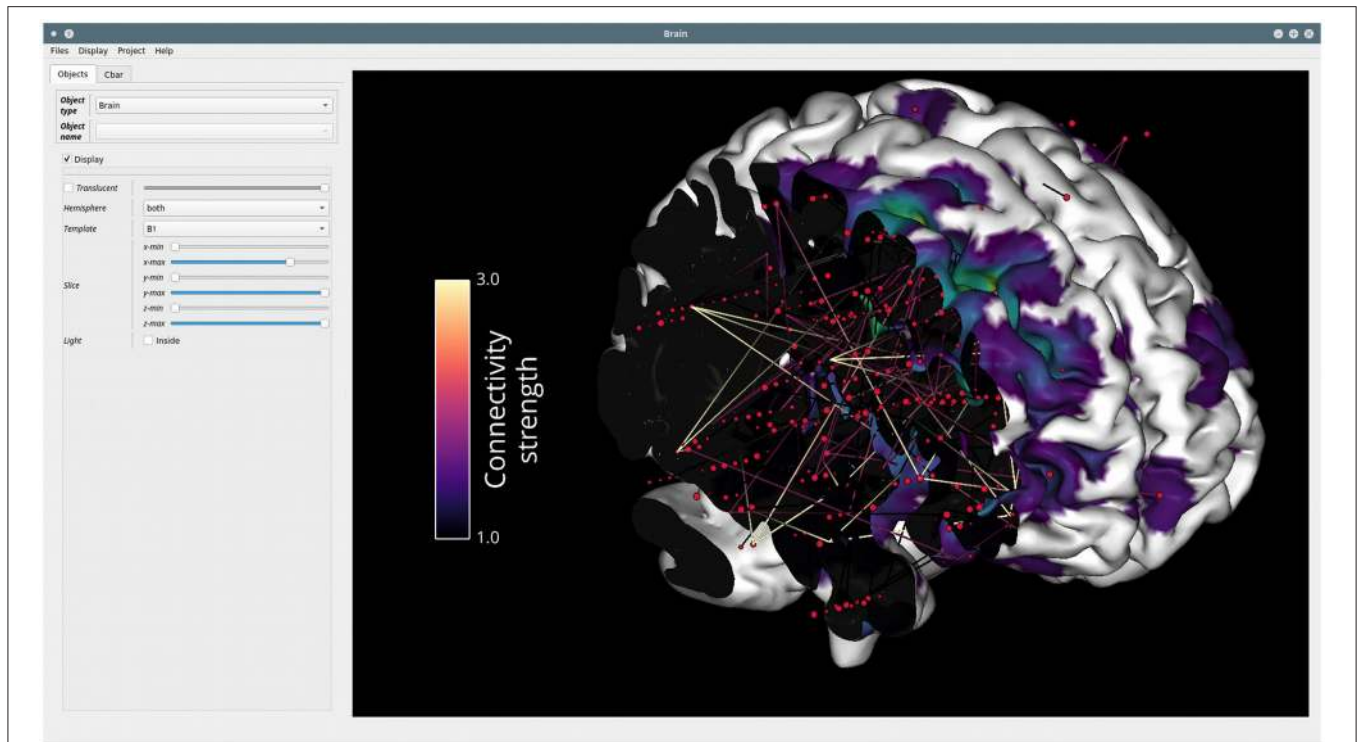 Brain
Files Display Project Help
Objects Cbar
Object type
Brain
Object name
Display
Translucent
Hemisphere both
Template B1
Slice
x-min
x-max
y-min
y-max
z-min
z-max
Light Inside
3.0
Connectivity
strength
1.0